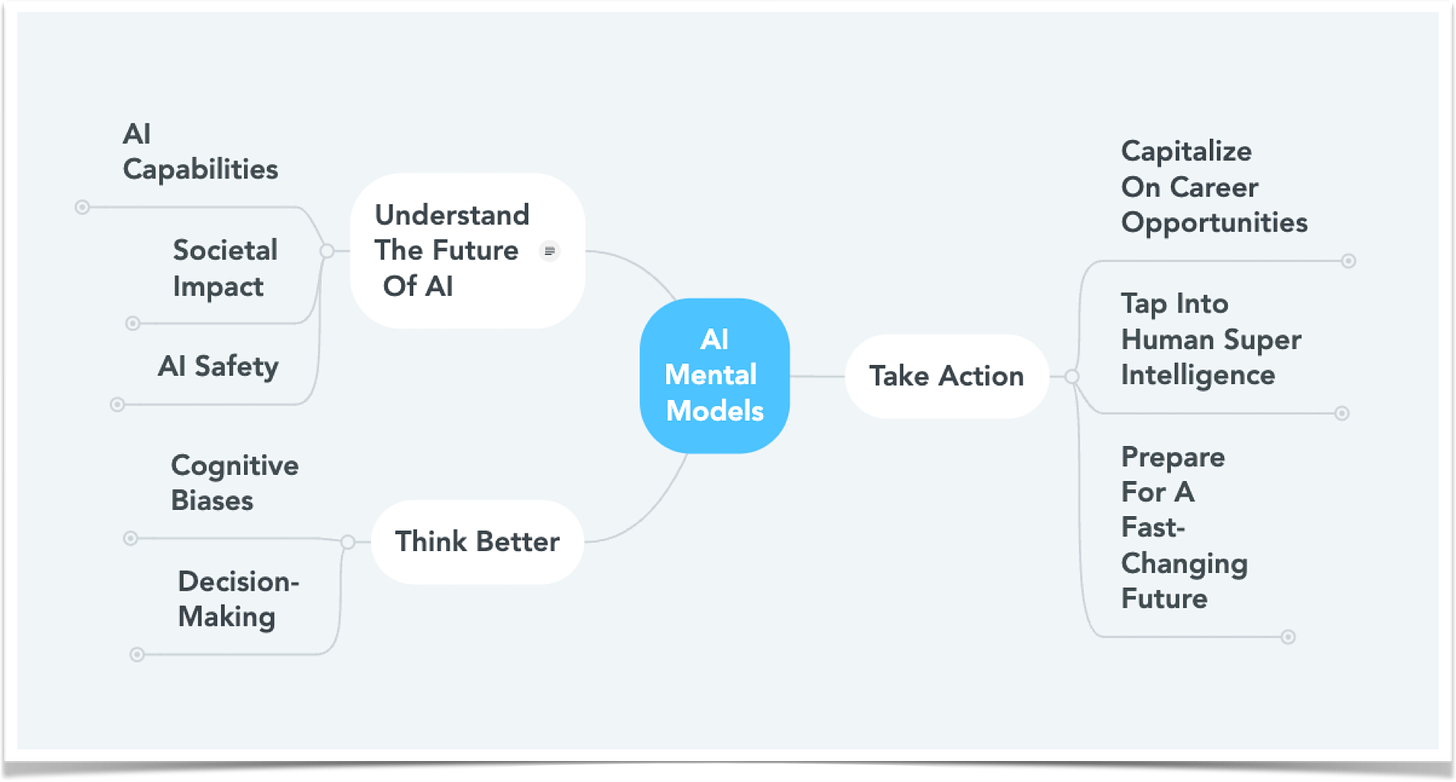 AI
Capabilities
Societal
Impact
AI Safety
Understand
The Future
Of AI
Cognitive
Biases
Decision-
Making
Think Better
AI
Mental
Models
Take Action
Capitalize
On Career
Opportunities
Tap Into
Human Super
Intelligence
Prepare
For A
Fast-
Changing
Future